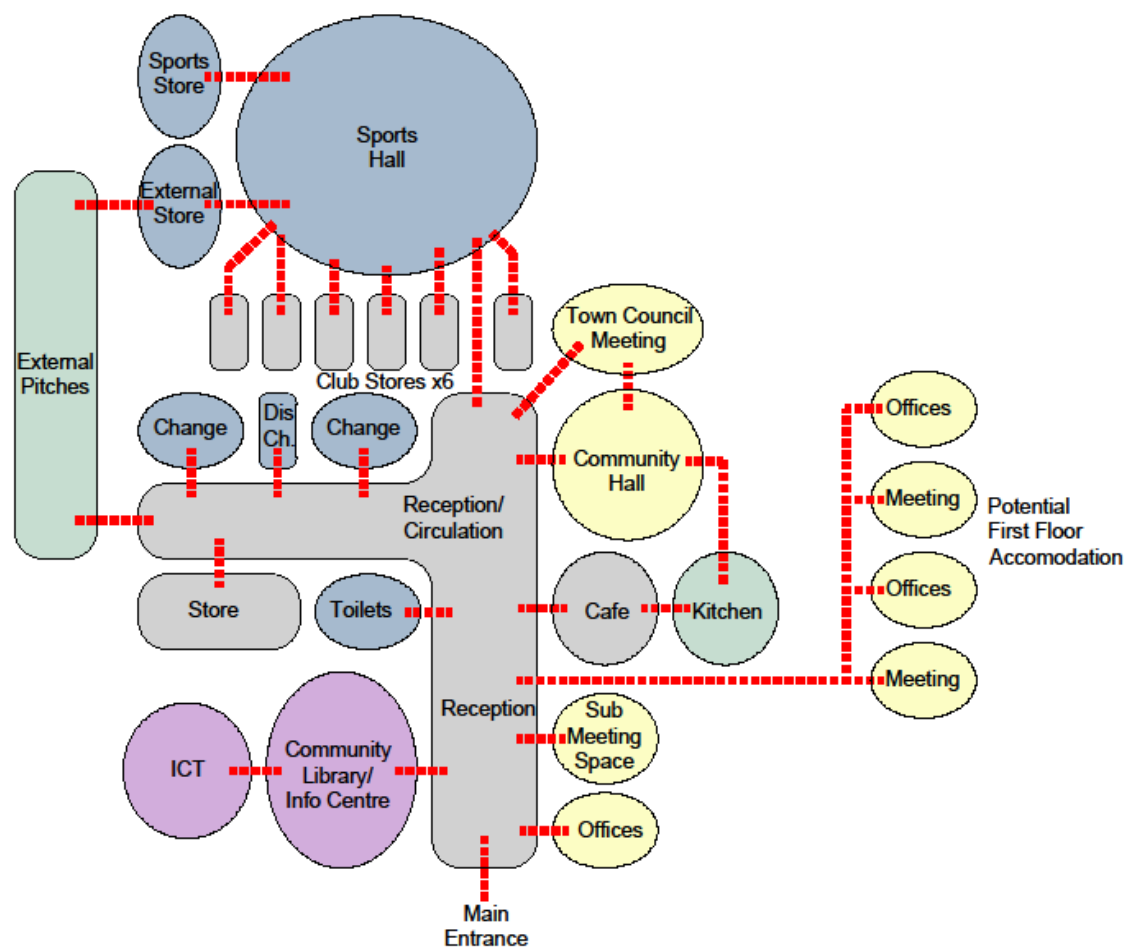 Sports
Store
Sports
Hall
External
Store
External
Pitches
Town Council
Meeting
Club Stores x6
Change
Dis
Ch.
Change
Community
Hall
Offices
Meeting
Potential
First Floor
Accomodation
Offices
Meeting
Reception/
Circulation
Store
Toilets
Cafe
Kitchen
Reception
Sub
Meeting
Space
ICT
Community
Library/
Info Centre
Offices
Main
Entrance